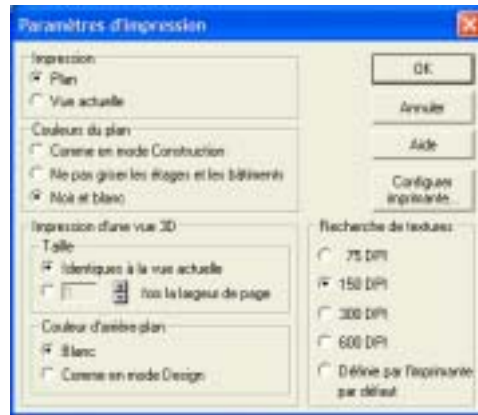 Paramètres d'impression
Impression
Plan
Vue actuelle
Couleurs du plan
Comme en mode Construction
Ne pas griser les étages et les bâtiments
Noir et blanc
Impression d'une vue 3D
Taille
Identiques à la vue actuelle
fois la largeur de page
Couleur d'arrière plan
Blanc
Comme en mode Design
OK
Annuler
Aide
Configurer
imprimante...
Recherche de textures
75 DPI
150 DPI
300 DPI
600 DPI
Définie par l'imprimante
par défaut